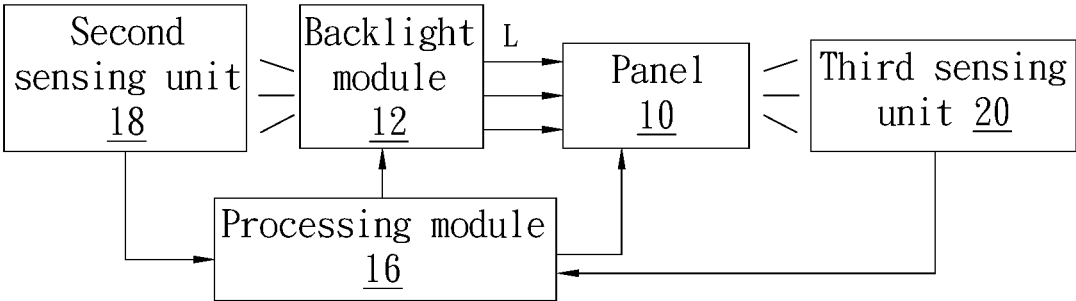 Second
sensing unit
18
Backlight
module
12
L
Panel
10
Third sensing
unit 20
Processing module
16